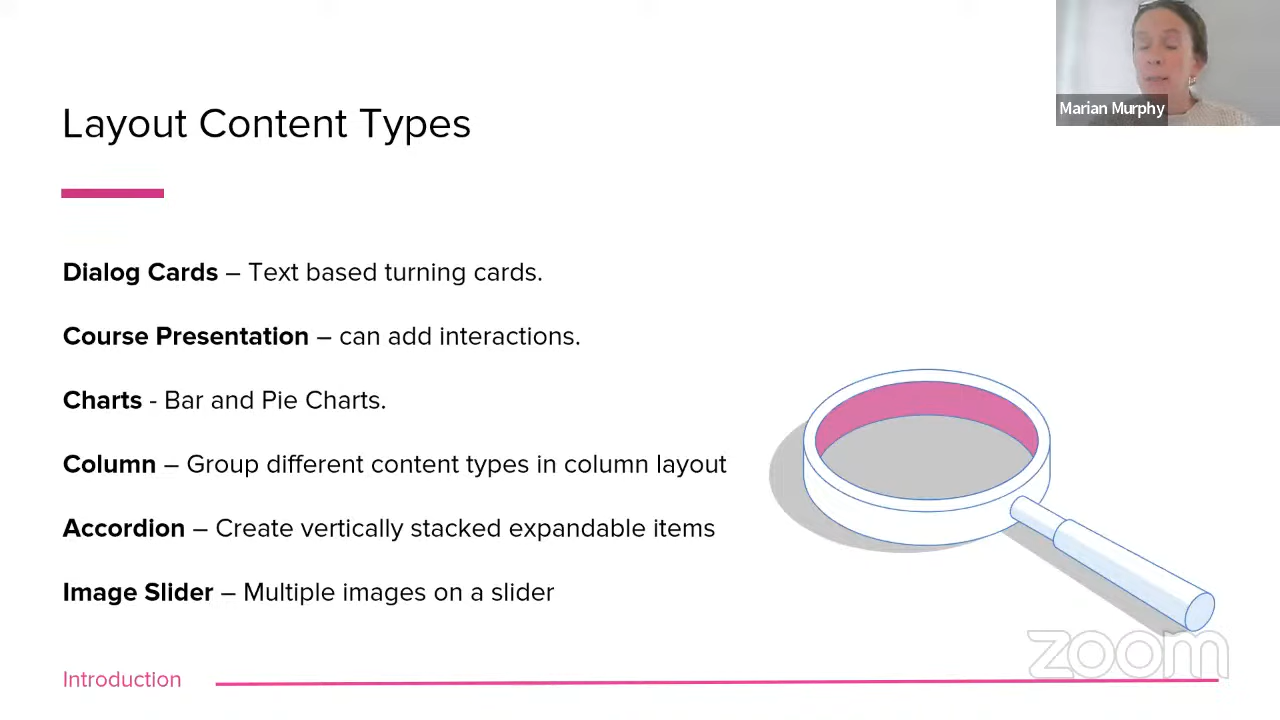 Marian Murphy
Layout Content Types
Dialog Cards – Text based turning cards.
Course Presentation – can add interactions.
Charts - Bar and Pie Charts.
Column – Group different content types in column layout
Accordion – Create vertically stacked expandable items
Image Slider – Multiple images on a slider
zoom
Introduction